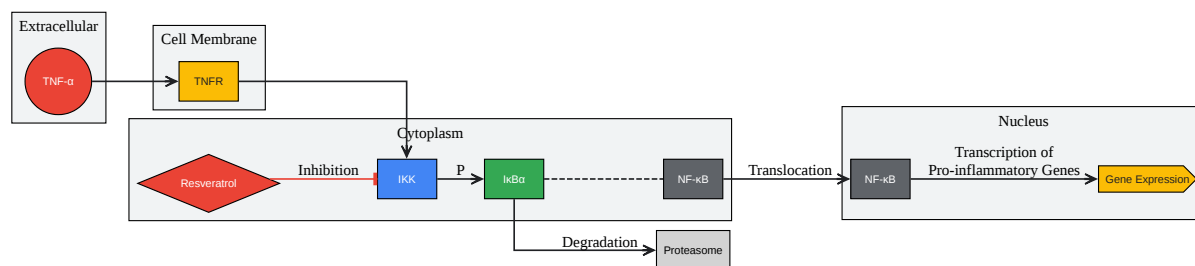 Extracellular
TNF-α
Cell Membrane
TNFR
Cytoplasm
Resveratrol
Inhibition
IKK
P
IκBα
NF-κB
Translocation
Nucleus
NF-κB
Transcription of
Pro-inflammatory Genes
Gene Expression
Degradation
Proteasome